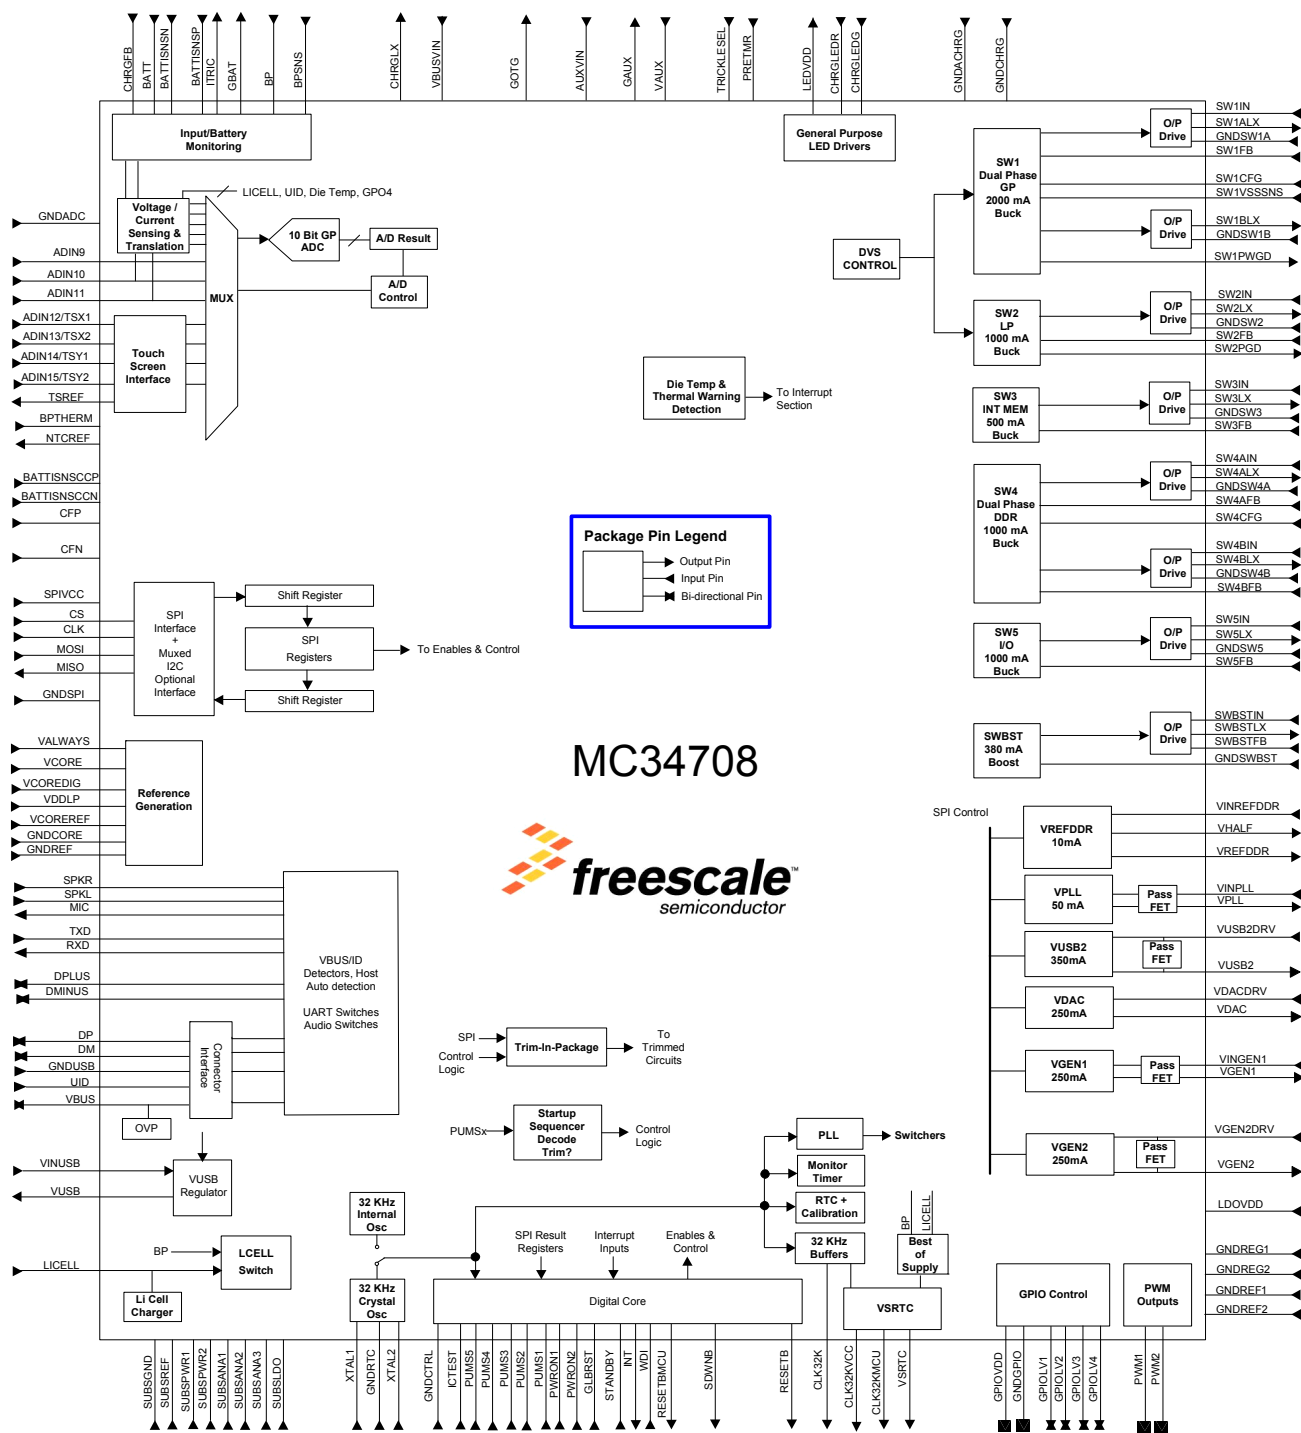 CHRGFB
BATT
BATTISNSN
BATTISNSP
ITRIC
GBAT
BP
BPSNS
CHRGLX
VBUSVIN
GOTG
AUXVIN
GAUX
VAUX
TRICKLESEL
PRETMR
LEDVDD
CHRGLEDR
CHRGLEDG
GNDACHRG
GNDCHRG
Input/Battery
Monitoring
General Purpose
LED Drivers
LICELL, UID, Die Temp, GPO4
Voltage /
Current
Sensing &
Translation
MUX
10 Bit GP
ADC
A/D Result
A/D
Control
Touch
Screen
Interface
GNDADC
ADIN9
ADIN10
ADIN11
ADIN12/TSX1
ADIN13/TSX2
ADIN14/TSY1
ADIN15/TSY2
TSREF
BPTHERM
NTCREF
BATTISNSCCP
BATTISNSCCN
CFP
CFN
SPIVCC
CS
CLK
MOSI
MISO
GNDSPI
SPI
Interface
+
Muxed
I2C
Optional
Interface
Shift Register
SPI
Registers
Shift Register
To Enables & Control
Die Temp &
Thermal Warning
Detection
To Interrupt
Section
Package Pin Legend
Output Pin
Input Pin
Bi-directional Pin
DVS
CONTROL
SW1
Dual Phase
GP
2000 mA
Buck
O/P
Drive
O/P
Drive
SW1IN
SW1ALX
GNDSW1A
SW1FB
SW1CFG
SW1VSSSNS
SW1BLX
GNDSW1B
SW1PWGD
SW2
LP
1000 mA
Buck
O/P
Drive
SW2IN
SW2LX
GNDSW2
SW2FB
SW2PGD
SW3
INT MEM
500 mA
Buck
O/P
Drive
SW3IN
SW3LX
GNDSW3
SW3FB
SW4
Dual Phase
DDR
1000 mA
Buck
O/P
Drive
O/P
Drive
SW4AIN
SW4ALX
GNDSW4A
SW4AFB
SW4CFG
SW4BIN
SW4BLX
GNDSW4B
SW4BFB
SW5
I/O
1000 mA
Buck
O/P
Drive
SW5IN
SW5LX
GNDSW5
SW5FB
SWBST
380 mA
Boost
O/P
Drive
SWBSTIN
SWBSTLX
SWBSTFB
GNDSWBST
MC34708
freescale™
semiconductor
VALWAYS
VCORE
VCOREDIG
VDDLP
VCOREREF
GNDCORE
GNDREF
Reference
Generation
SPKR
SPKL
MIC
TXD
RXD
DPLUS
DMINUS
DP
DM
GNDUSB
UID
VBUS
VBUS/ID
Detectors, Host
Auto detection
UART Switches
Audio Switches
Connector
Interface
OVP
VINUSB
VUSB
VUSB
Regulator
BP
LICELL
LCELL
Switch
Li Cell
Charger
SPI
Control
Logic
Trim-In-Package
To
Trimmed
Circuits
PUMSx
Startup
Sequencer
Decode
Trim?
Control
Logic
SPI Control
VREFDDR
10mA
VINREFDDR
VHALF
VREFDDR
VPLL
50 mA
Pass
FET
VINPLL
VPLL
VUSB2
350mA
Pass
FET
VUSB2DRV
VUSB2
VDAC
250mA
VDACDRV
VDAC
VGEN1
250mA
Pass
FET
VINGEN1
VGEN1
VGEN2
250mA
Pass
FET
VGEN2DRV
VGEN2
LDOVDD
GNDREG1
GNDREG2
GNDREF1
GNDREF2
PLL
Switchers
Monitor
Timer
RTC +
Calibration
32 KHz
Buffers
BP
LICELL
Best
of
Supply
VSRTC
32 KHz
Internal
Osc
32 KHz
Crystal
Osc
SPI Result
Registers
Interrupt
Inputs
Enables &
Control
Digital Core
GPIO Control
PWM
Outputs
SUBSGND
SUBSREF
SUBSPWR1
SUBSPWR2
SUBSANA1
SUBSANA2
SUBSANA3
SUBSLDO
XTAL1
GNDRTC
XTAL2
GNDCTRL
ICTEST
PUMS5
PUMS4
PUMS3
PUMS2
PUMS1
PWRON1
PWRON2
GLBRST
STANDBY
INT
WDI
RESETBMCU
SDWNB
RESETB
CLK32K
CLK32KVCC
CLK32KMCU
VSRTC
GPIOVDD
GNDGPIO
GPIOLV1
GPIOLV2
GPIOLV3
GPIOLV4
PWM1
PWM2